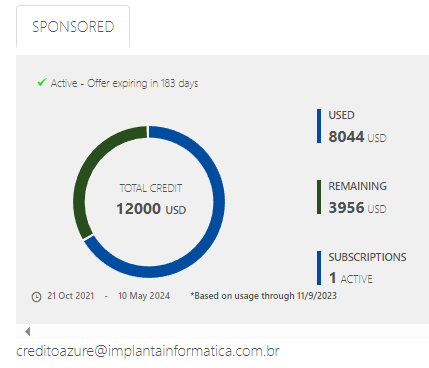 SPONSORED
Active - Offer expiring in 183 days
USED
8044 USD
TOTAL CREDIT
12000 USD
REMAINING
3956 USD
SUBSCRIPTIONS
1 ACTIVE
21 Oct 2021 - 10 May 2024 *Based on usage through 11/9/2023
creditoazure@implantainformatica.com.br